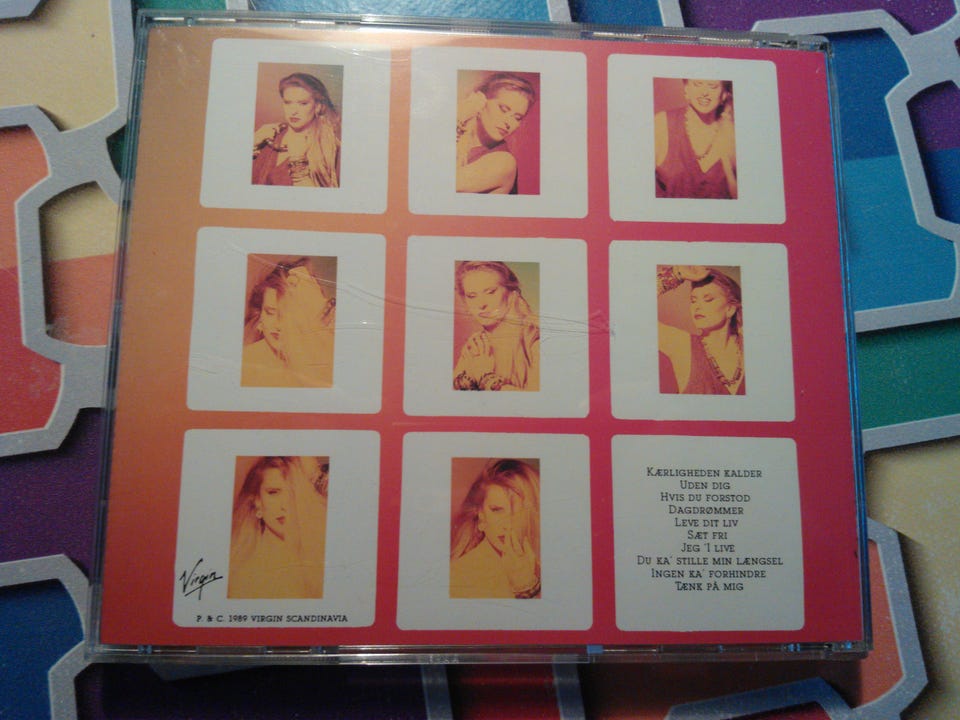 Virgin
P. & C. 1989 VIRGIN SCANDINAVIA
KÆRLIGHEDEN KALDER
UDEN DIG
HVIS DU FORSTOD
DAGDRØMMER
LEVE DIT LIV
SÆT FRI
JEG 'I LIVE
DU KA' STILLE MIN LÆNGSEL
INGEN KA' FORHINDRE
TÆNK PÅ MIG